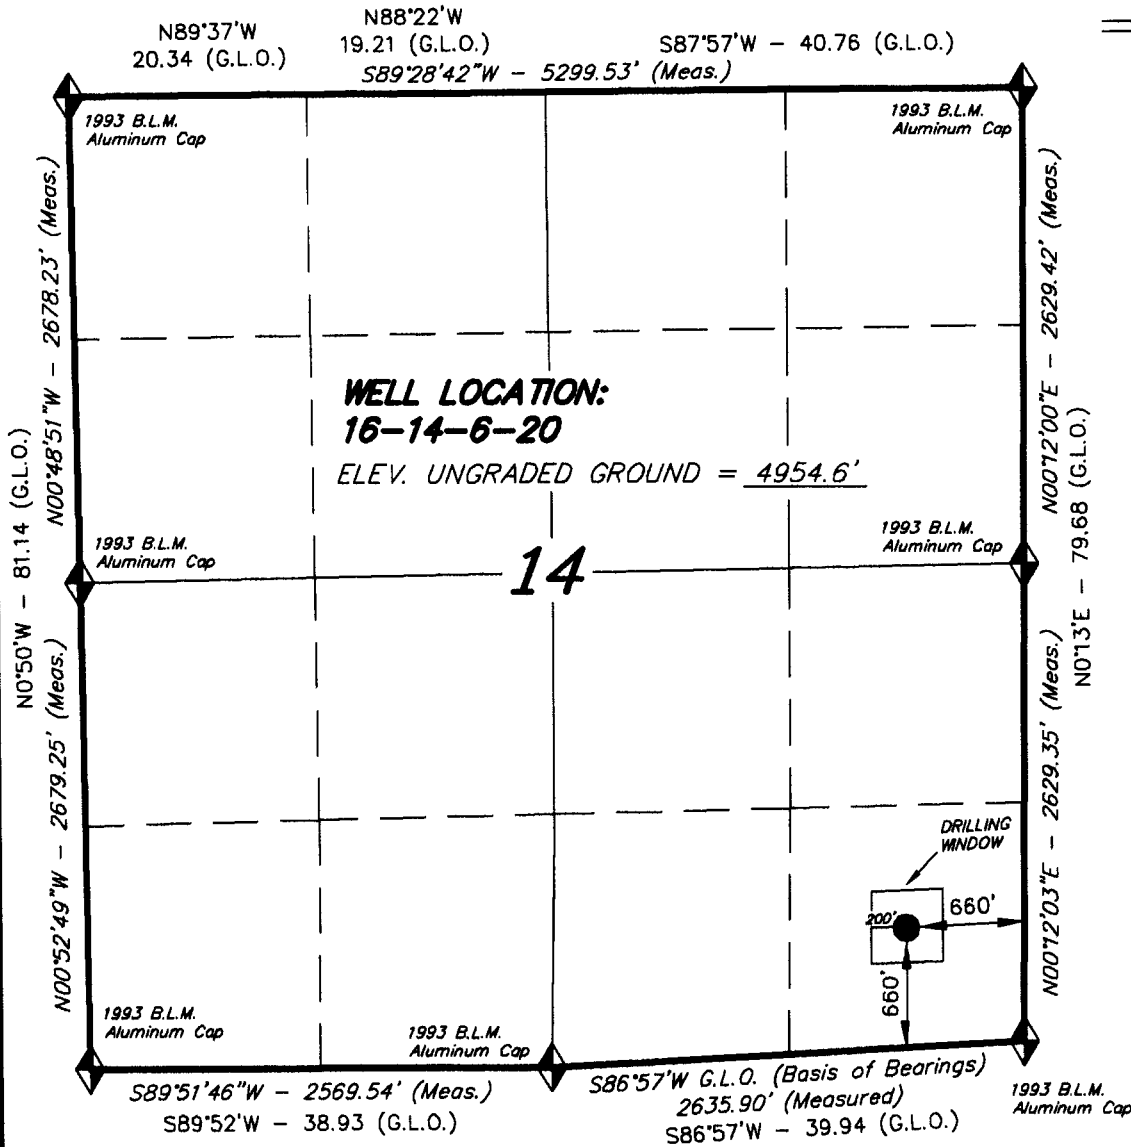 N89°37'W
20.34 (G.L.O.)
N88°22'W
19.21 (G.L.O.)
S87°57'W - 40.76 (G.L.O.)
S89°28'42"W - 5299.53' (Meas.)
1993 B.L.M.
Aluminum Cap
1993 B.L.M.
Aluminum Cap
N00°48'51"W - 2678.23' (Meas.)
N00°12'00"E - 2629.42' (Meas.)
WELL LOCATION:
16-14-6-20
ELEV. UNGRADED GROUND = 4954.6'
N0°50'W - 81.14 (G.L.O.)
N0°13'E - 79.68 (G.L.O.)
1993 B.L.M.
Aluminum Cap
14
1993 B.L.M.
Aluminum Cap
N00°52'49"W - 2679.25' (Meas.)
N00°12'03"E - 2629.35' (Meas.)
DRILLING
WINDOW
200'
660'
660'
1993 B.L.M.
Aluminum Cap
1993 B.L.M.
Aluminum Cap
S89°51'46"W - 2569.54' (Meas.)
S89°52'W - 38.93 (G.L.O.)
S86°57'W G.L.O. (Basis of Bearings)
2635.90' (Measured)
S86°57'W - 39.94 (G.L.O.)
1993 B.L.M.
Aluminum Cap